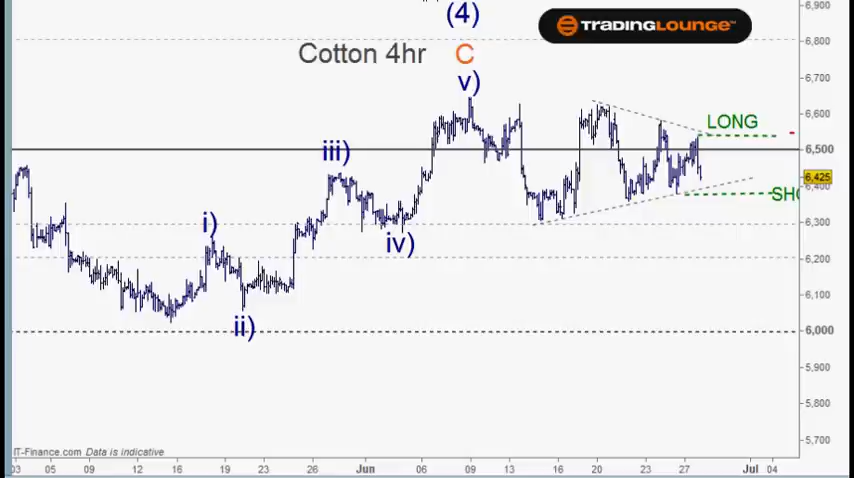 (4)
TRADINGLOUNGE™
Cotton 4hr
C
v)
iii)
LONG
i)
iv)
SHO
ii)
6,900
6,800
6,700
6,600
6,500
6,425
6,400
6,300
6,200
6,100
6,000
5,900
5,800
5,700
IT-Finance.com Data is indicative
03 05 09 12 16 19 23 26 Jun 06 09 13 16 20 23 27 Jul 04